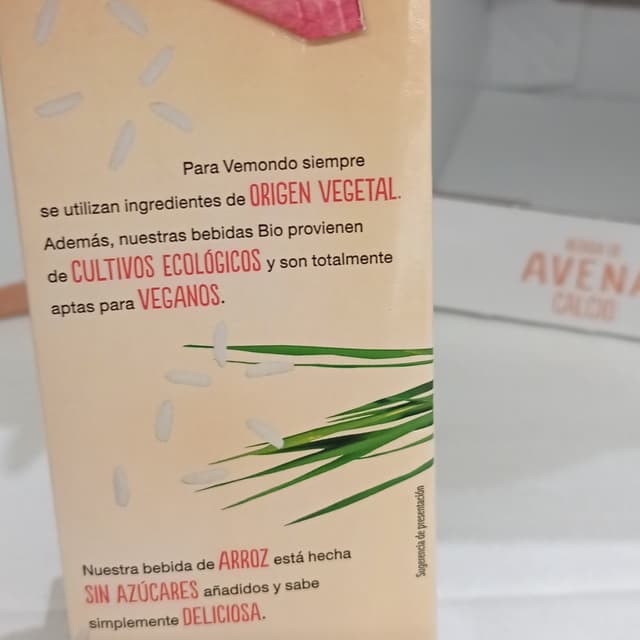 Para Vemondo siempre
se utilizan ingredientes de ORIGEN VEGETAL.
Además, nuestras bebidas Bio provienen
de CULTIVOS ECOLÓGICOS y son totalmente
aptas para VEGANOS.
Nuestra bebida de ARROZ está hecha
SIN AZÚCARES añadidos y sabe
simplemente DELICIOSA.
Sugerencia de presentación
BEBIDA DE
AVENA
CALCIO